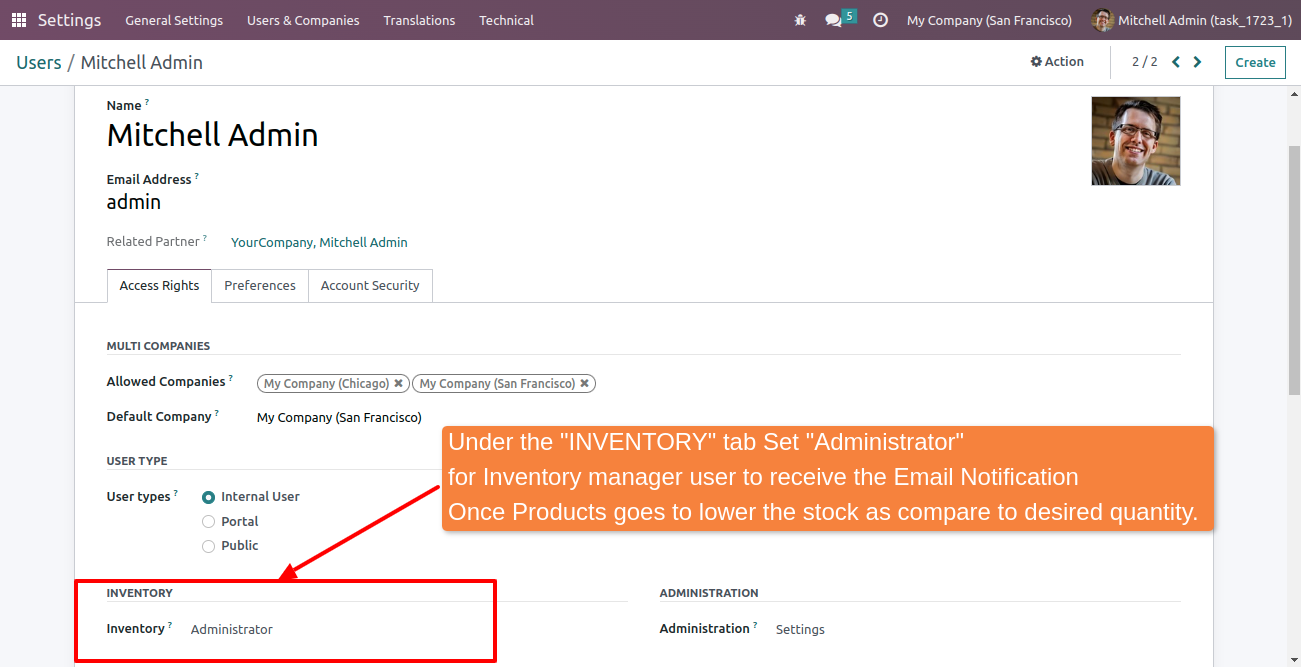 Settings General Settings Users & Companies Translations Technical 5 My Company (San Francisco) Mitchell Admin (task_1723_1)
Users / Mitchell Admin Action 2 / 2 Create
Name ?
Mitchell Admin
Email Address ?
admin
Related Partner ? YourCompany, Mitchell Admin
Access Rights Preferences Account Security
MULTI COMPANIES
Allowed Companies ? My Company (Chicago) ✖ My Company (San Francisco) ✖
Default Company ? My Company (San Francisco)
Under the "INVENTORY" tab Set "Administrator"
for Inventory manager user to receive the Email Notification
Once Products goes to lower the stock as compare to desired quantity.
USER TYPE
User types ? Internal User
Portal
Public
INVENTORY
Inventory ? Administrator
ADMINISTRATION
Administration ? Settings